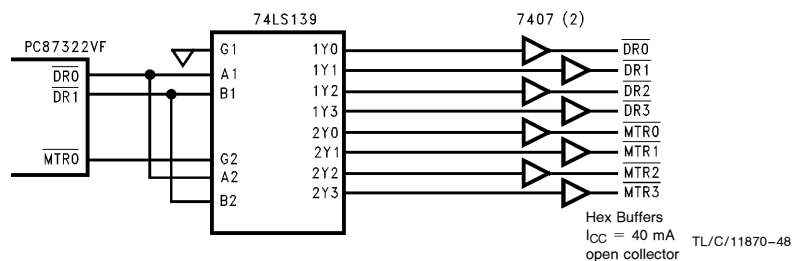 74LS139
7407 (2)
PC87322VF
G1
1Y0
DR0
DR0
A1
1Y1
DR1
DR1
B1
1Y2
DR2
1Y3
DR3
2Y0
MTR0
MTR0
G2
2Y1
MTR1
A2
2Y2
MTR2
B2
2Y3
MTR3
Hex Buffers
ICC = 40 mA
open collector
TL/C/11870–48